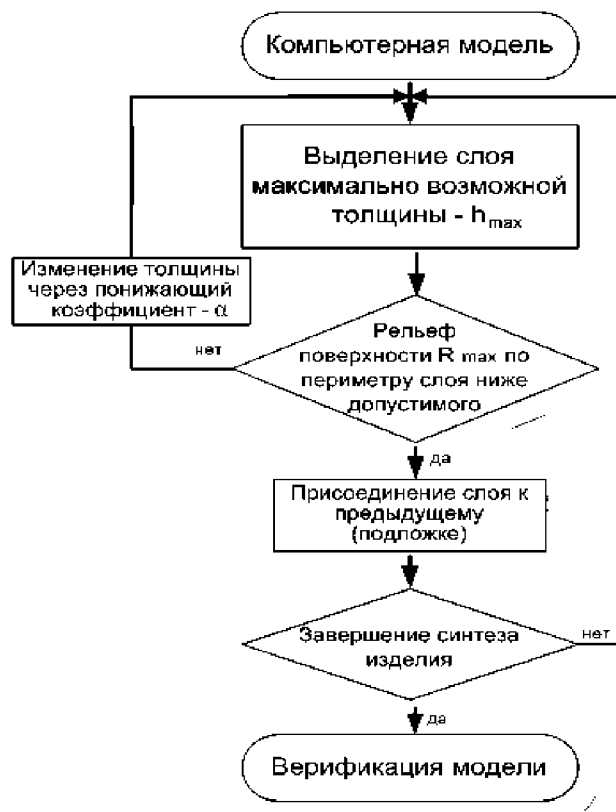 Компьютерная модель
Выделение слоя
максимально возможной
толщины - hmax
Изменение толщины
через понижающий
коэффициент - α
Рельеф
поверхности R max по
периметру слоя ниже
допустимого
нет
да
Присоединение слоя к
предыдущему
(подложке)
Завершение синтеза
изделия
нет
да
Верификация модели